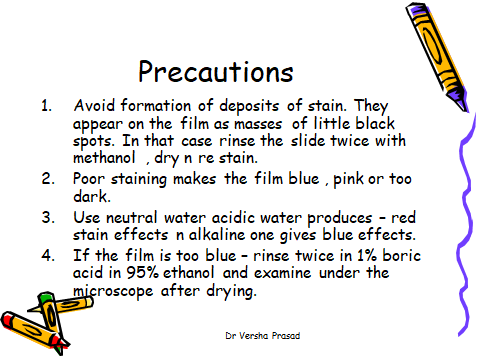 Precautions
1. Avoid formation of deposits of stain. They
appear on the film as masses of little black
spots. In that case rinse the slide twice with
methanol , dry n re stain.
2. Poor staining makes the film blue , pink or too
dark.
3. Use neutral water acidic water produces – red
stain effects n alkaline one gives blue effects.
4. If the film is too blue – rinse twice in 1% boric
acid in 95% ethanol and examine under the
microscope after drying.
Dr Versha Prasad